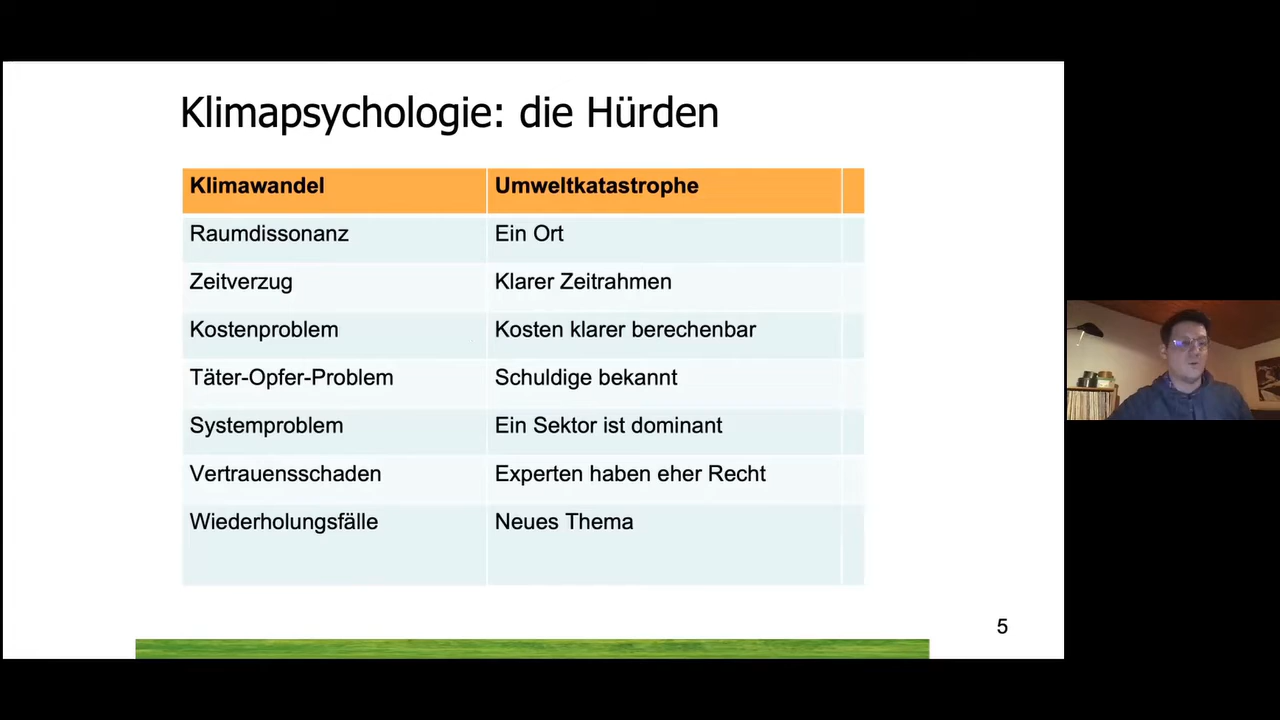 Klimapsychologie: die Hürden
Klimawandel Umweltkatastrophe
Raumdissonanz Ein Ort
Zeitverzug Klarer Zeitrahmen
Kostenproblem Kosten klarer berechenbar
Täter-Opfer-Problem Schuldige bekannt
Systemproblem Ein Sektor ist dominant
Vertrauensschaden Experten haben eher Recht
Wiederholungsfälle Neues Thema
5